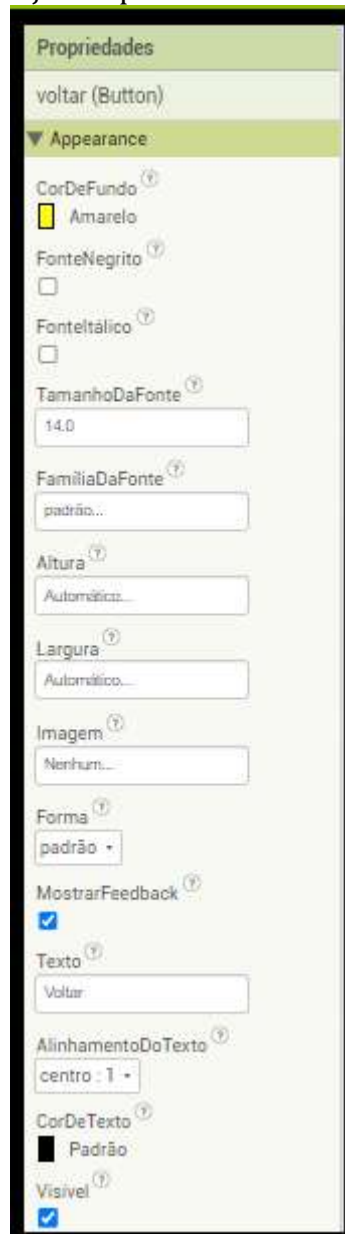 Propriedades
voltar (Button)
Appearance
CorDeFundo ?
Amarelo
FonteNegrito ?
FonteItálico ?
TamanhoDaFonte ?
14.0
FamíliaDaFonte ?
padrão...
Altura ?
Automático...
Largura ?
Automático...
Imagem ?
Nenhum...
Forma ?
padrão
MostrarFeedback ?
Texto ?
Voltar
AlinhamentoDoTexto ?
centro : 1
CorDeTexto ?
Padrão
Visível ?